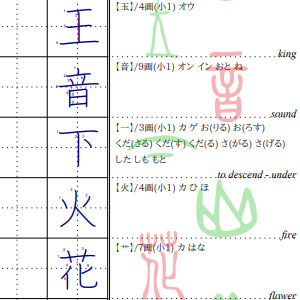 王
【玉】/4画(小1) オウ
king
音
【音】/9画(小1) オン イン おと ね
sound
下
【一】/3画(小1) カ ゲ お(りる) お(ろす)
くだ(さる) くだ(す) くだ(る) さ(がる) さ(げる)
した しも もと
to descend - under
火
【火】/4画(小1) カ ひ ほ
fire
花
【艹】/7画(小1) カ はな
flower